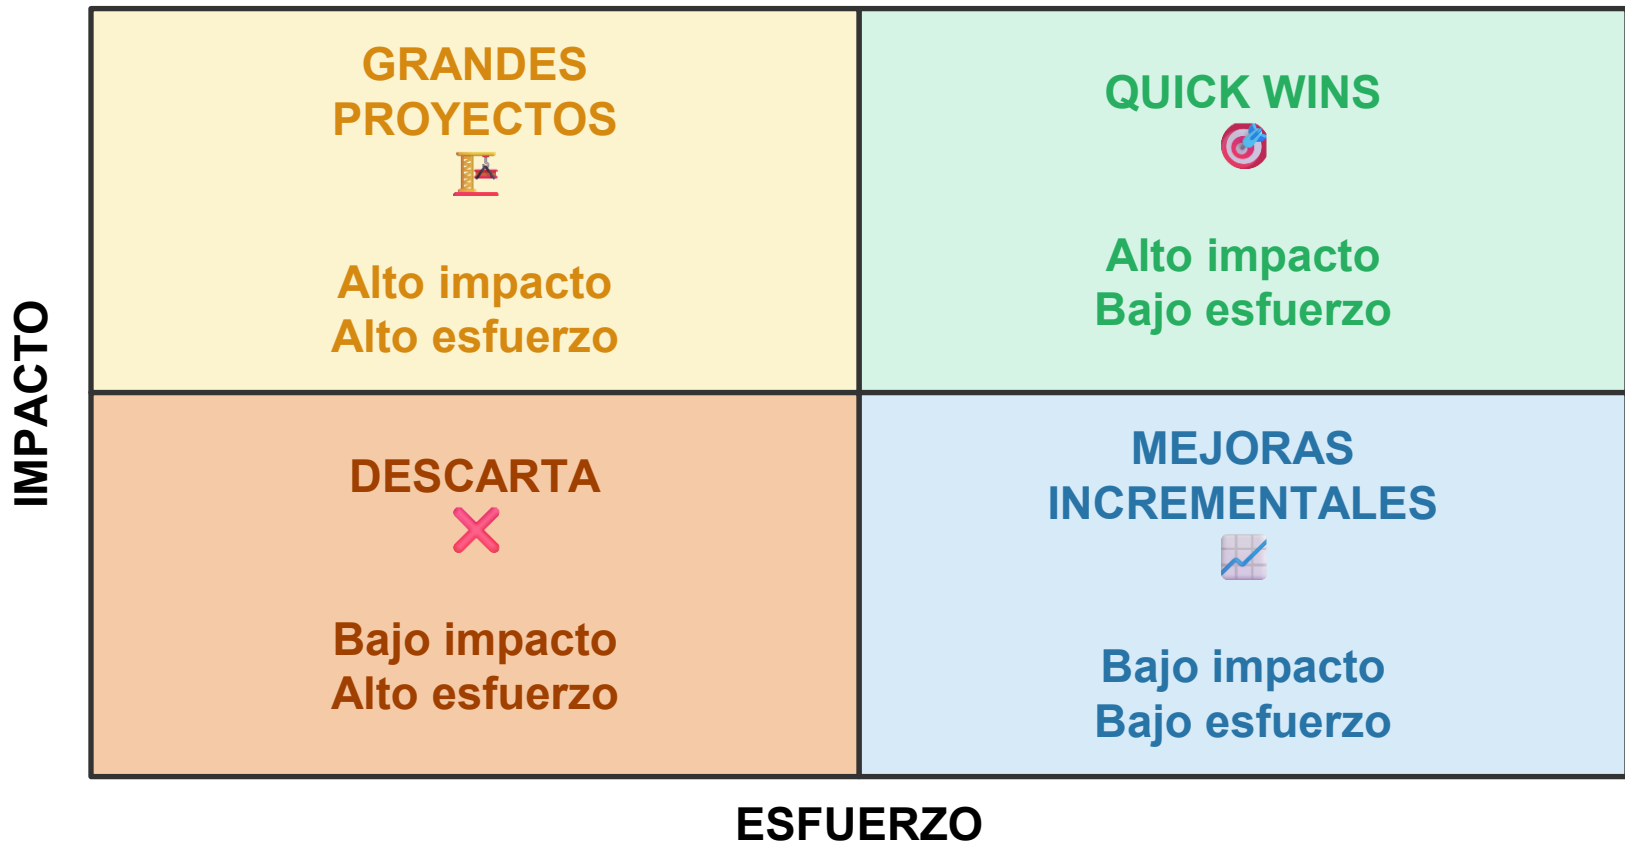 GRANDES
PROYECTOS
Alto impacto
Alto esfuerzo
QUICK WINS
Alto impacto
Bajo esfuerzo
IMPACTO
DESCARTA
Bajo impacto
Alto esfuerzo
MEJORAS
INCREMENTALES
Bajo impacto
Bajo esfuerzo
ESFUERZO